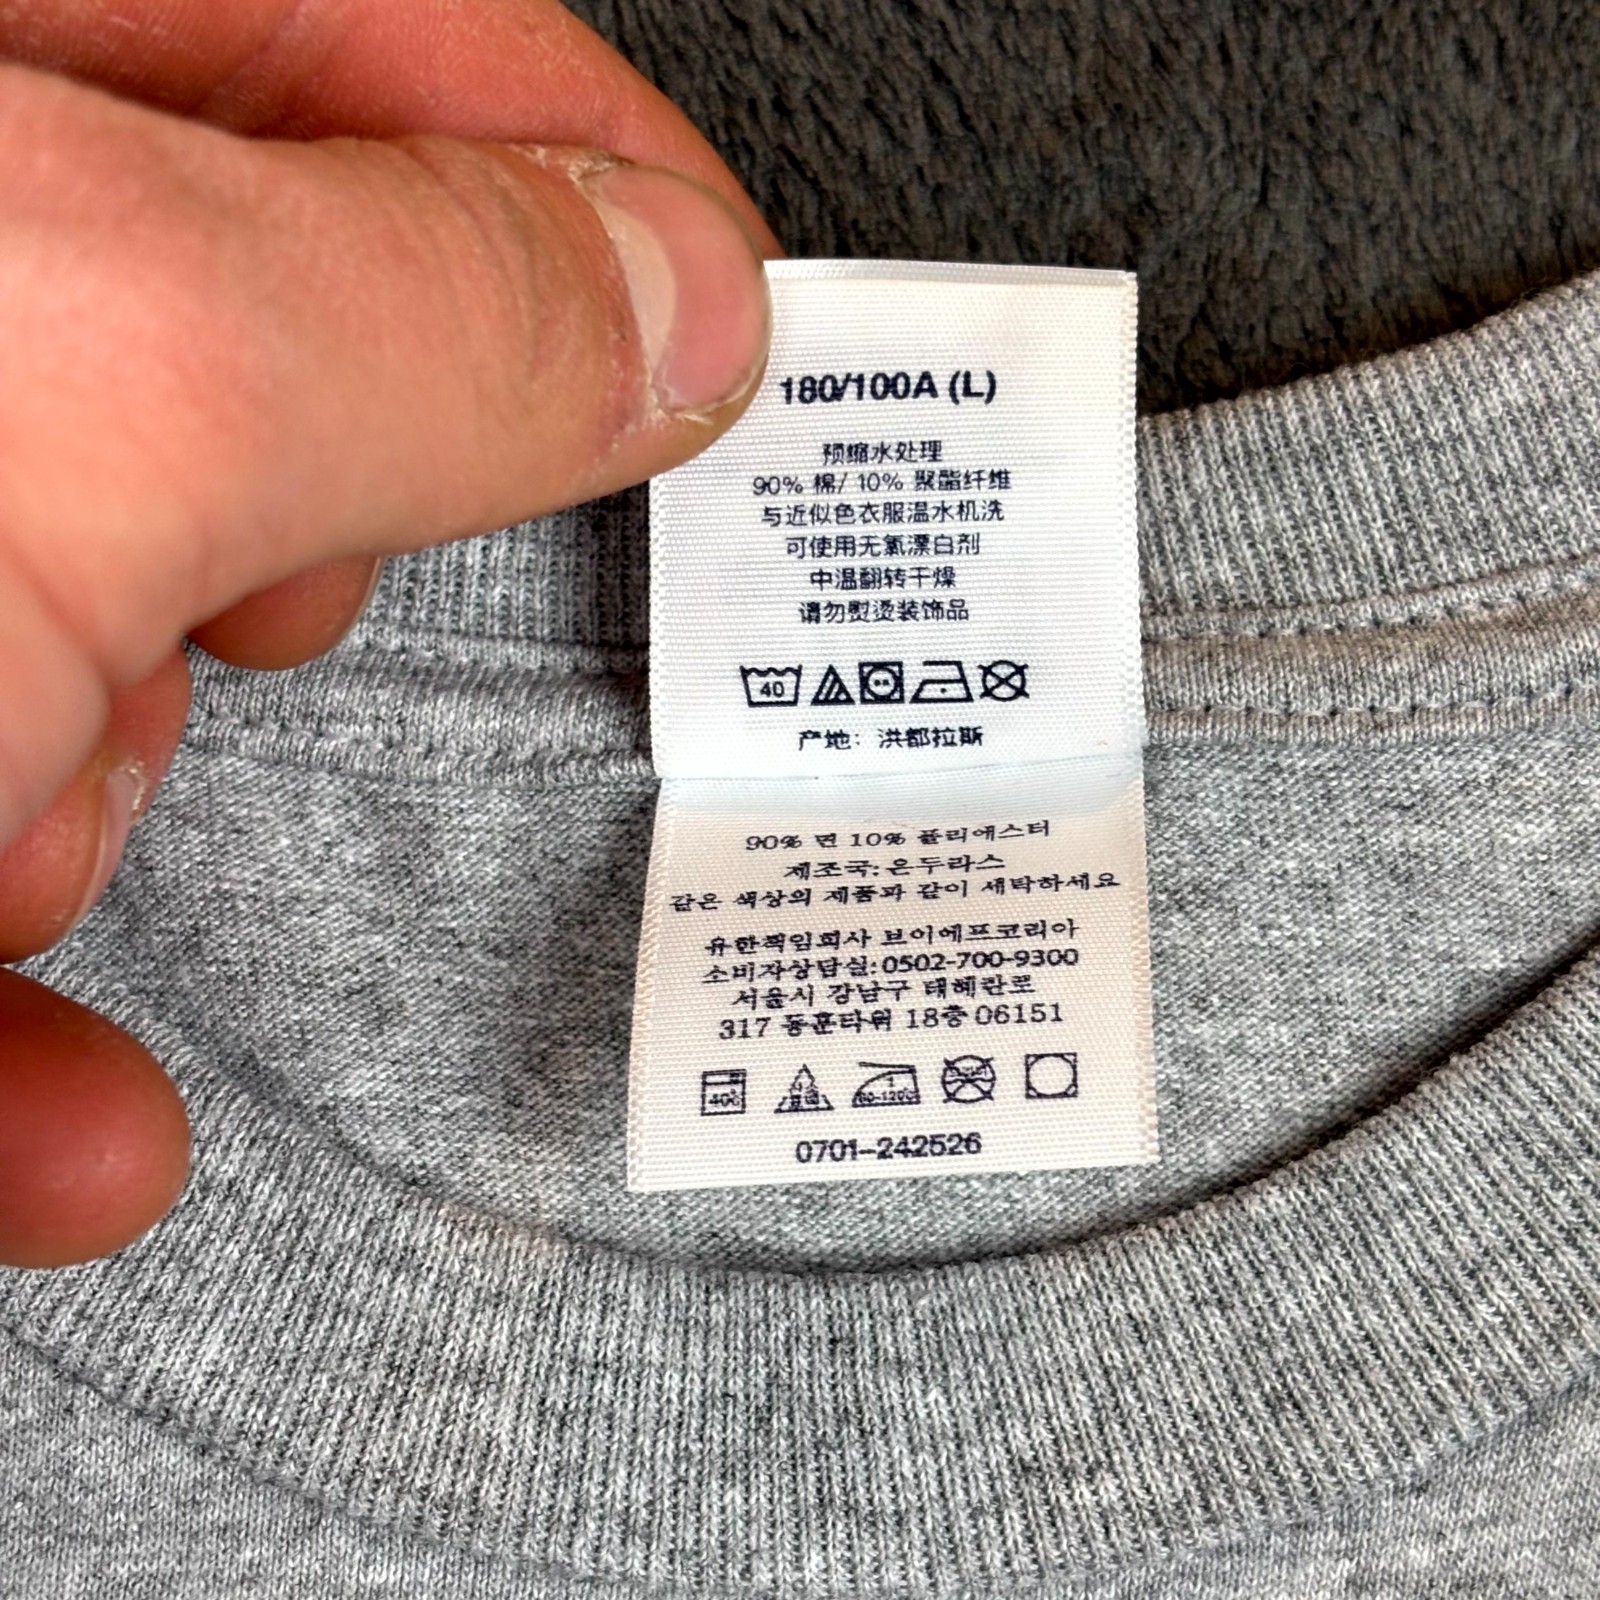 180/100A (L)
预缩水处理
90% 棉/ 10% 聚酯纤维
与近似色衣服温水机洗
可使用无氯漂白剂
中温翻转干燥
请勿熨烫装饰品
40
产地: 洪都拉斯
90% 면 10% 폴리에스터
제조국: 온두라스
같은 색상의 제품과 같이 세탁하세요
유한책임회사 브이에프코리아
소비자상담실: 0502-700-9300
서울시 강남구 테헤란로
317 동훈타워 18층 06151
0701-242526